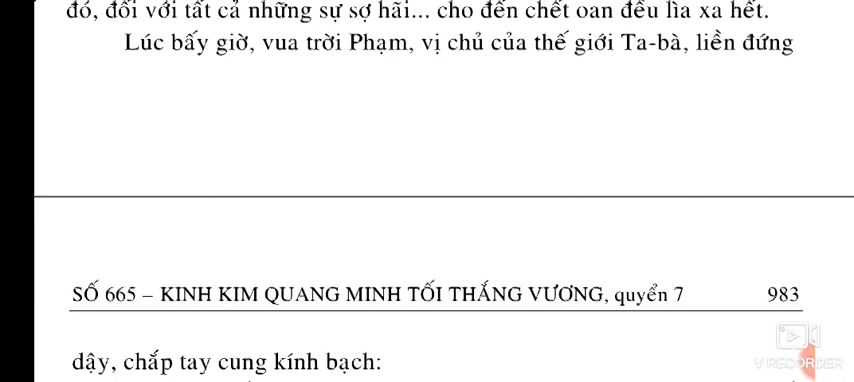 đó, đối với tất cả những sự sợ hãi... cho đến chết oan đều lìa xa hết.
Lúc bấy giờ, vua trời Phạm, vị chủ của thế giới Ta-bà, liền đứng
SỐ 665 – KINH KIM QUANG MINH TỐI THẮNG VƯƠNG, quyển 7 983
dậy, chắp tay cung kính bạch:
V RECORDER